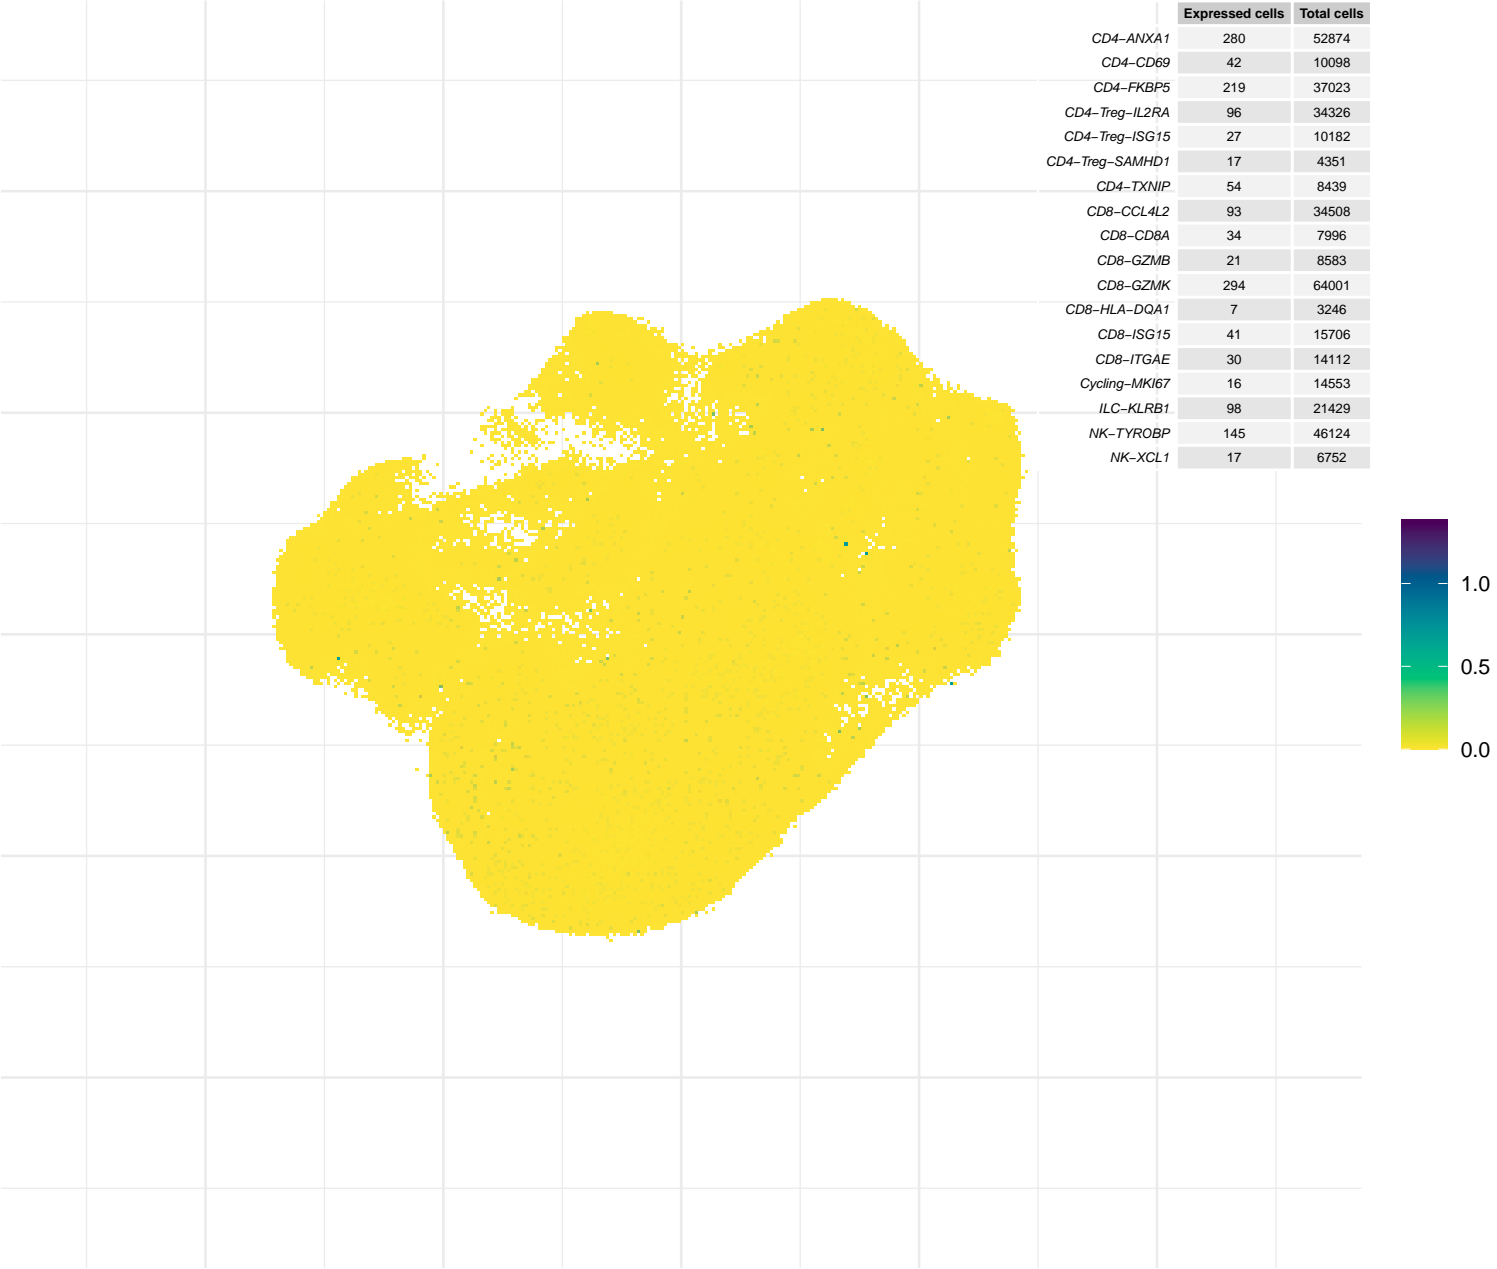 Expressed cells Total cells
CD4−ANXA1 280 52874
CD4−CD69 42 10098
CD4−FKBP5 219 37023
CD4−Treg−IL2RA 96 34326
CD4−Treg−ISG15 27 10182
CD4−Treg−SAMHD1 17 4351
CD4−TXNIP 54 8439
CD8−CCL4L2 93 34508
CD8−CD8A 34 7996
CD8−GZMB 21 8583
CD8−GZMK 294 64001
CD8−HLA−DQA1 7 3246
CD8−ISG15 41 15706
CD8−ITGAE 30 14112
Cycling−MKI67 16 14553
ILC−KLRB1 98 21429
NK−TYROBP 145 46124
NK−XCL1 17 6752
1.0
0.5
0.0